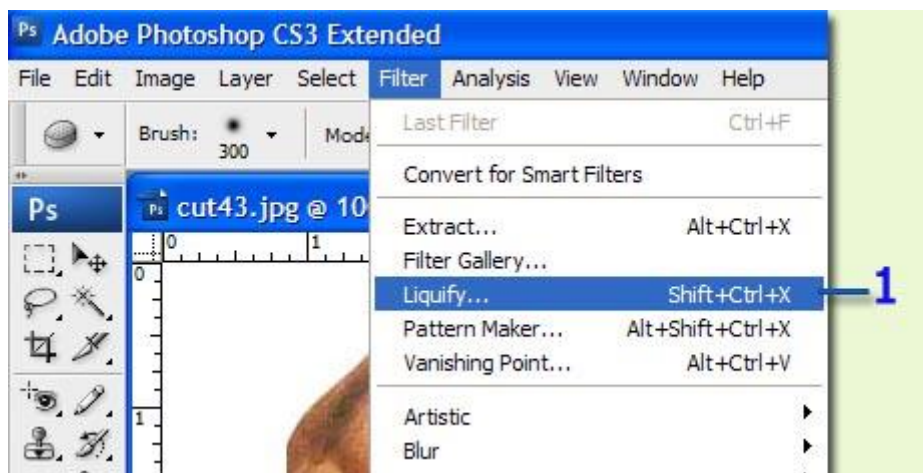 Ps Adobe Photoshop CS3 Extended
File Edit Image Layer Select Filter Analysis View Window Help
Brush: 300
Last Filter Ctrl+F
Convert for Smart Filters
Ps
Ps cut43.jpg @ 10
Extract... Alt+Ctrl+X
0 1
0
Filter Gallery...
Liquify... Shift+Ctrl+X 1
Pattern Maker... Alt+Shift+Ctrl+X
Vanishing Point... Alt+Ctrl+V
1
Artistic
Blur